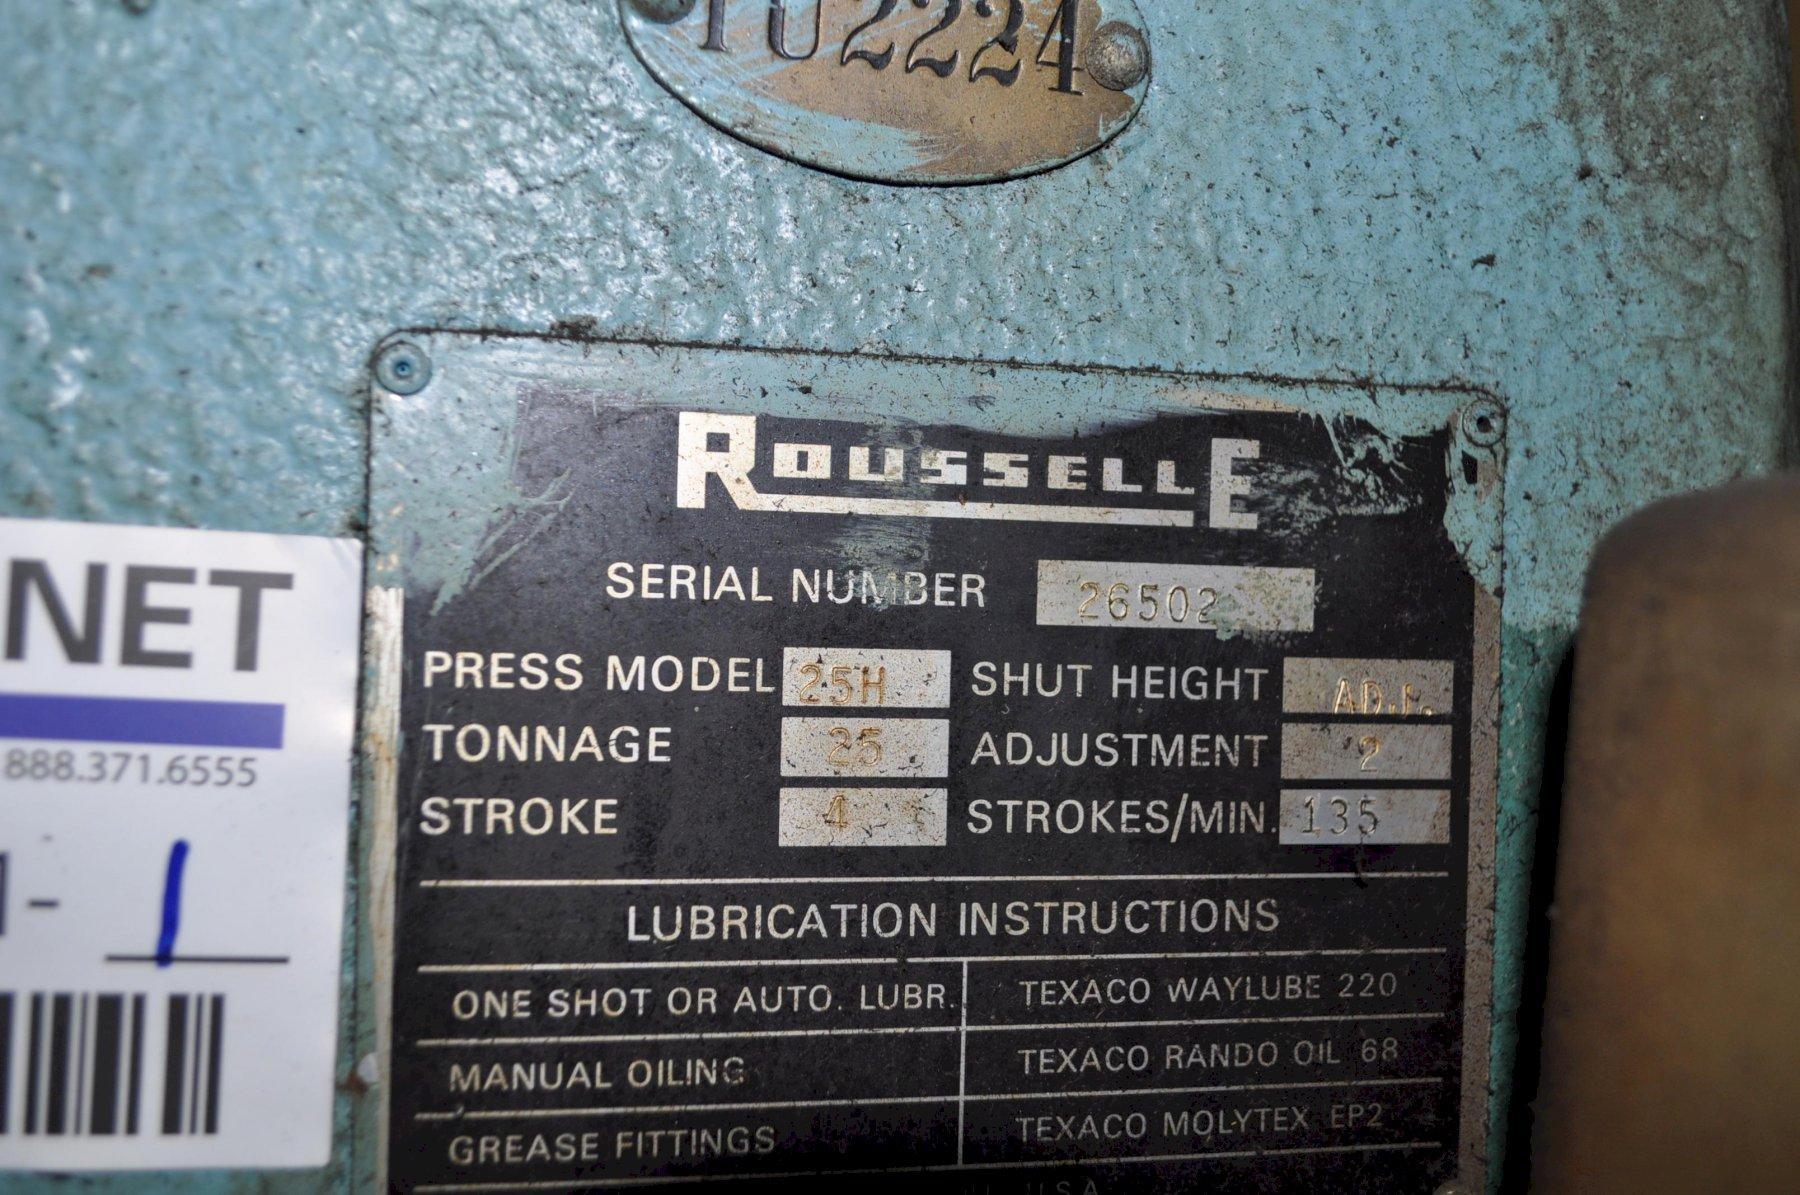 2224
ROUSSELLE
SERIAL NUMBER 26502
PRESS MODEL 25H SHUT HEIGHT ADJ.
TONNAGE 25 ADJUSTMENT 2
STROKE 4 STROKES/MIN. 135
LUBRICATION INSTRUCTIONS
ONE SHOT OR AUTO. LUBR. TEXACO WAYLUBE 220
MANUAL OILING TEXACO RANDO OIL 68
GREASE FITTINGS TEXACO MOLYTEX EP2
U.S.A.
NET
888.371.6555
- 1